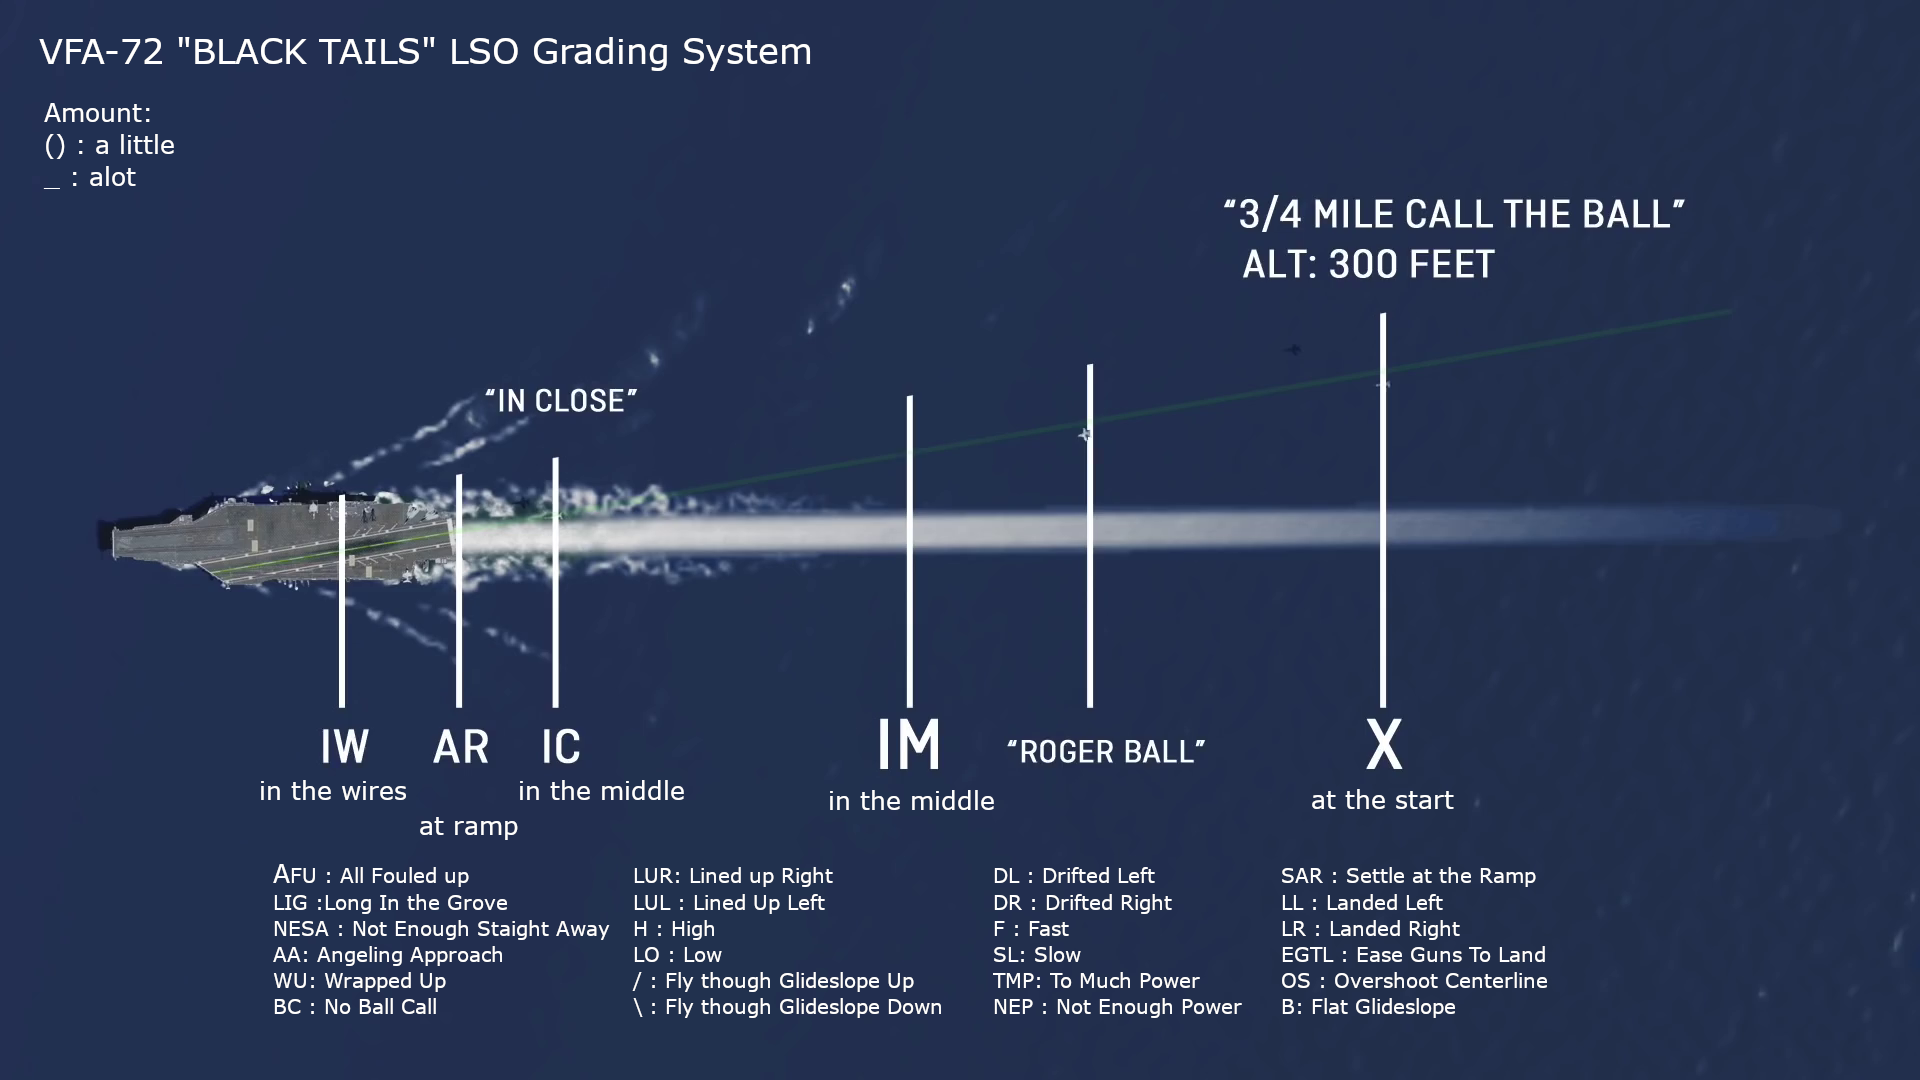 VFA-72 "BLACK TAILS" LSO Grading System
Amount:
() : a little
_ : alot
“3/4 MILE CALL THE BALL”
ALT: 300 FEET
“IN CLOSE”
IW
AR
IC
IM
“ROGER BALL”
X
in the wires
at ramp
in the middle
in the middle
at the start
AFU : All Fouled up
LIG :Long In the Grove
NESA : Not Enough Staight Away
AA: Angeling Approach
WU: Wrapped Up
BC : No Ball Call
LUR: Lined up Right
LUL : Lined Up Left
H : High
LO : Low
/ : Fly though Glideslope Up
\ : Fly though Glideslope Down
DL : Drifted Left
DR : Drifted Right
F : Fast
SL: Slow
TMP: To Much Power
NEP : Not Enough Power
SAR : Settle at the Ramp
LL : Landed Left
LR : Landed Right
EGTL : Ease Guns To Land
OS : Overshoot Centerline
B: Flat Glideslope